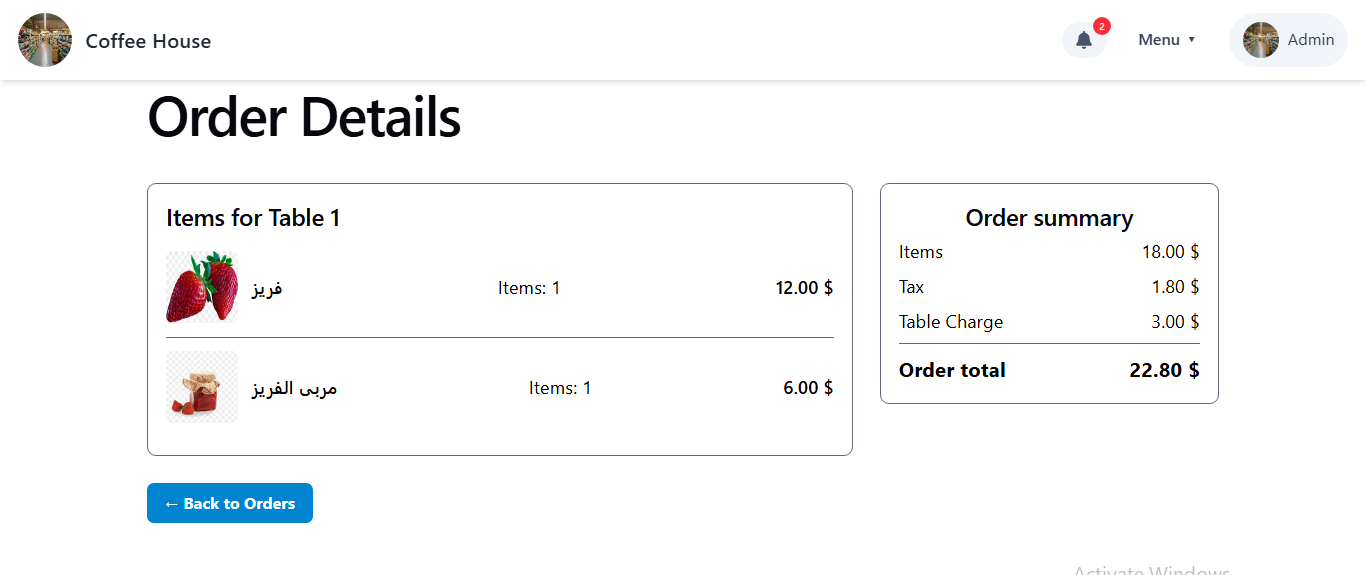 Coffee House
2
Menu ▼
Admin
Order Details
Items for Table 1
فريز
Items: 1
12.00 $
مربى الفريز
Items: 1
6.00 $
Order summary
Items 18.00 $
Tax 1.80 $
Table Charge 3.00 $
Order total 22.80 $
← Back to Orders
Activate Windows